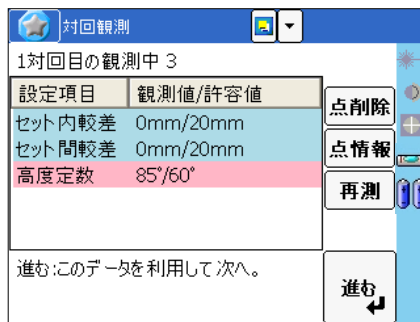 対回観測
1対回目の観測中 3
設定項目 観測値/許容値
セット内較差 0mm/20mm
セット間較差 0mm/20mm
高度定数 85"/60"
点削除
点情報
再測
進む:このデータを利用して次へ。
進む